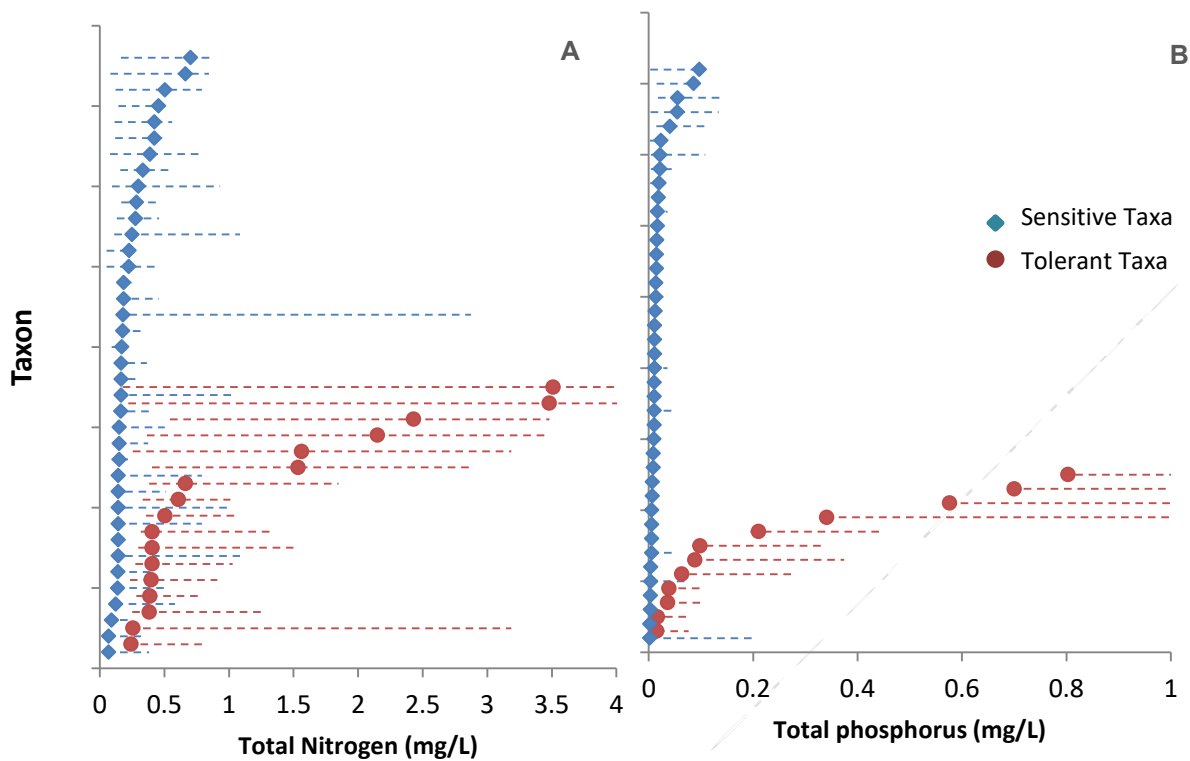 A
B
Sensitive Taxa
Tolerant Taxa
Taxon
0 0.5 1 1.5 2 2.5 3 3.5 4
0 0.2 0.4 0.6 0.8 1
Total Nitrogen (mg/L)
Total phosphorus (mg/L)